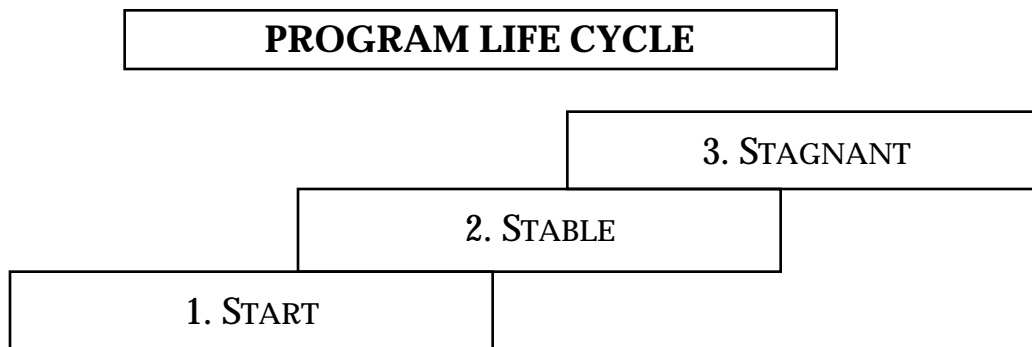 PROGRAM LIFE CYCLE
3. STAGNANT
2. STABLE
1. START